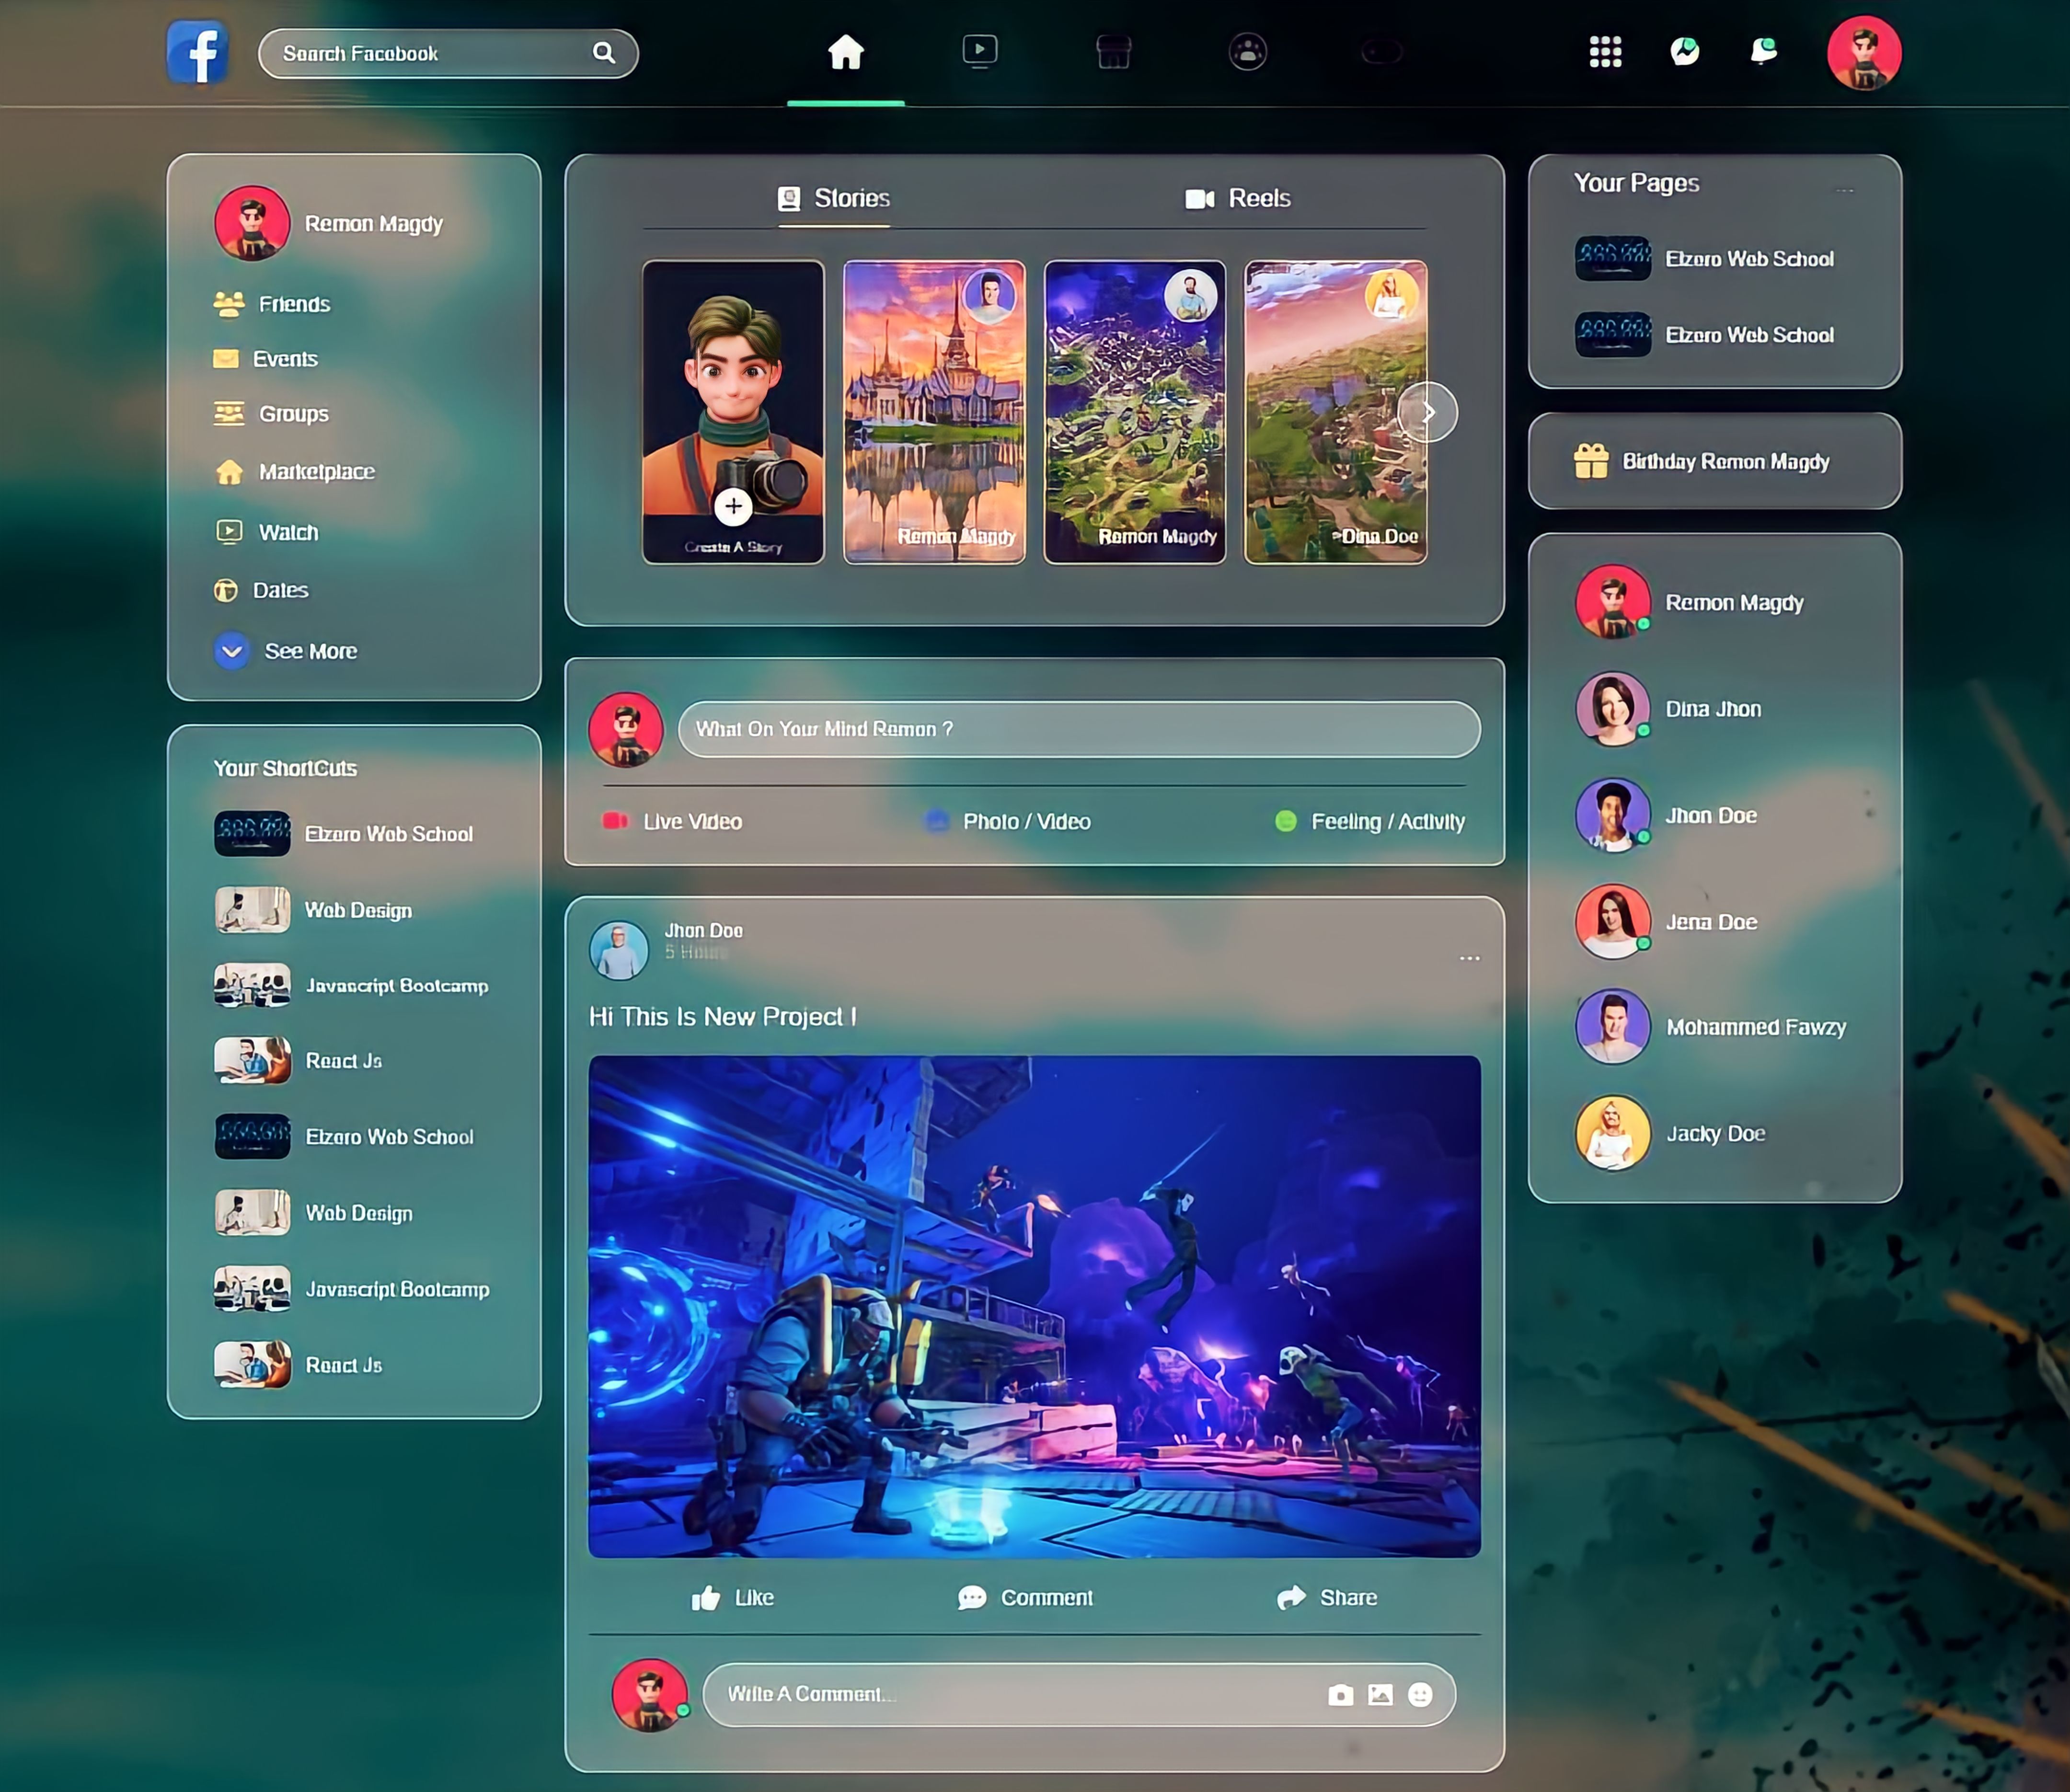 f
Search Facebook
Remon Magdy
Friends
Events
Groups
Marketplace
Watch
Dates
See More
Your ShortCuts
Elzero Web School
Web Design
Javascript Bootcamp
React Js
Elzero Web School
Web Design
Javascript Bootcamp
React Js
Stories
Reels
Create A Story
Remon Magdy
Remon Magdy
Dina Doe
What On Your Mind Remon ?
Live Video
Photo / Video
Feeling / Activity
Jhon Doe
5 Hours
Hi This Is New Project !
Like
Comment
Share
Write A Comment...
Your Pages
Elzero Web School
Elzero Web School
Birthday Remon Magdy
Remon Magdy
Dina Jhon
Jhon Doe
Jena Doe
Mohammed Fawzy
Jacky Doe